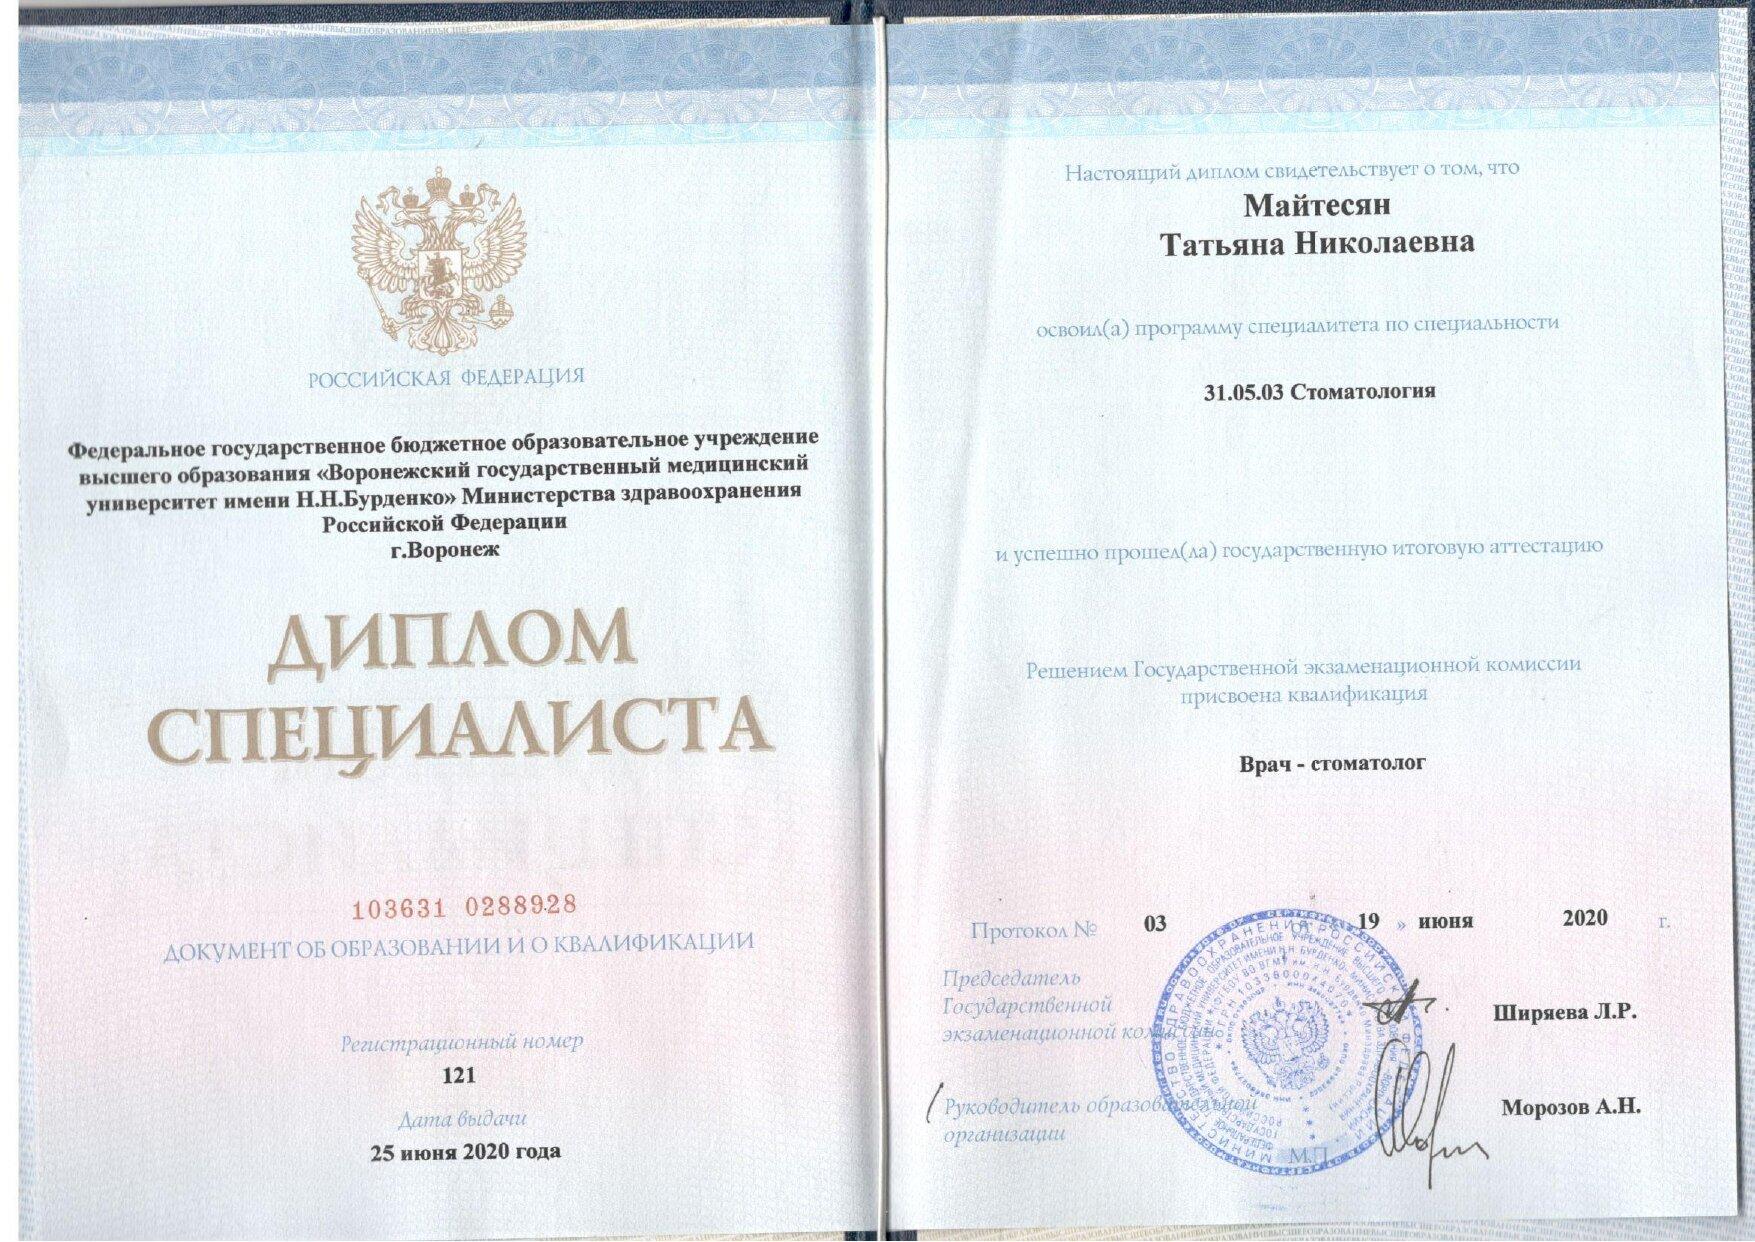 РОССИЙСКАЯ ФЕДЕРАЦИЯ
Федеральное государственное бюджетное образовательное учреждение
высшего образования «Воронежский государственный медицинский
университет имени Н.Н.Бурденко» Министерства здравоохранения
Российской Федерации
г.Воронеж
ДИПЛОМ
СПЕЦИАЛИСТА
103631 0288928
ДОКУМЕНТ ОБ ОБРАЗОВАНИИ И О КВАЛИФИКАЦИИ
Регистрационный номер
121
Дата выдачи
25 июня 2020 года
Настоящий диплом свидетельствует о том, что
Майтесян
Татьяна Николаевна
освоил(а) программу специалитета по специальности
31.05.03 Стоматология
и успешно прошел(ла) государственную итоговую аттестацию
Решением Государственной экзаменационной комиссии
присвоена квалификация
Врач - стоматолог
Протокол № 03 19 » июня 2020 г.
Председатель
Государственной
экзаменационной комиссии
Ширяева Л.Р.
Руководитель образовательной
организации
Морозов А.Н.
М.П.